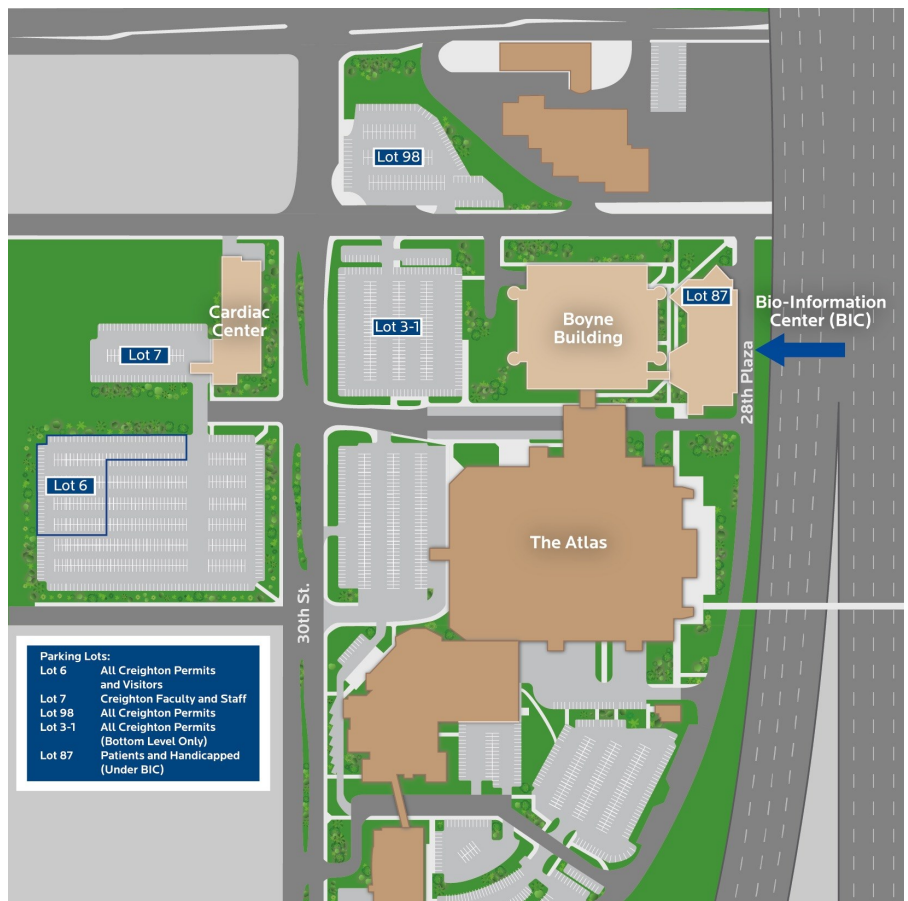 Lot 98
Lot 87
Bio-Information
Center (BIC)
Cardiac
Center
Lot 3-1
Boyne
Building
Lot 7
28th Plaza
Lot 6
The Atlas
30th St.
Parking Lots:
Lot 6 All Creighton Permits
and Visitors
Lot 7 Creighton Faculty and Staff
Lot 98 All Creighton Permits
Lot 3-1 All Creighton Permits
(Bottom Level Only)
Lot 87 Patients and Handicapped
(Under BIC)